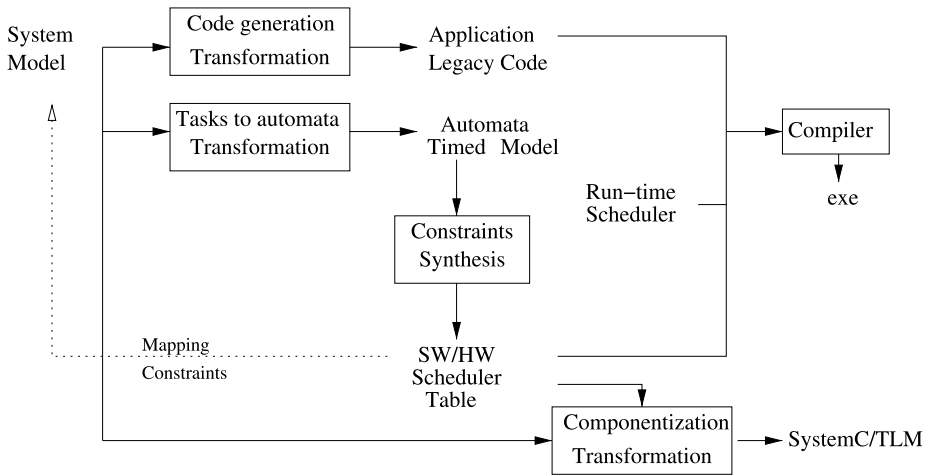 System
Model
Code generation
Transformation
Application
Legacy Code
Tasks to automata
Transformation
Automata
Timed Model
Compiler
exe
Run-time
Scheduler
Constraints
Synthesis
Mapping
Constraints
SW/HW
Scheduler
Table
Componentization
Transformation
SystemC/TLM